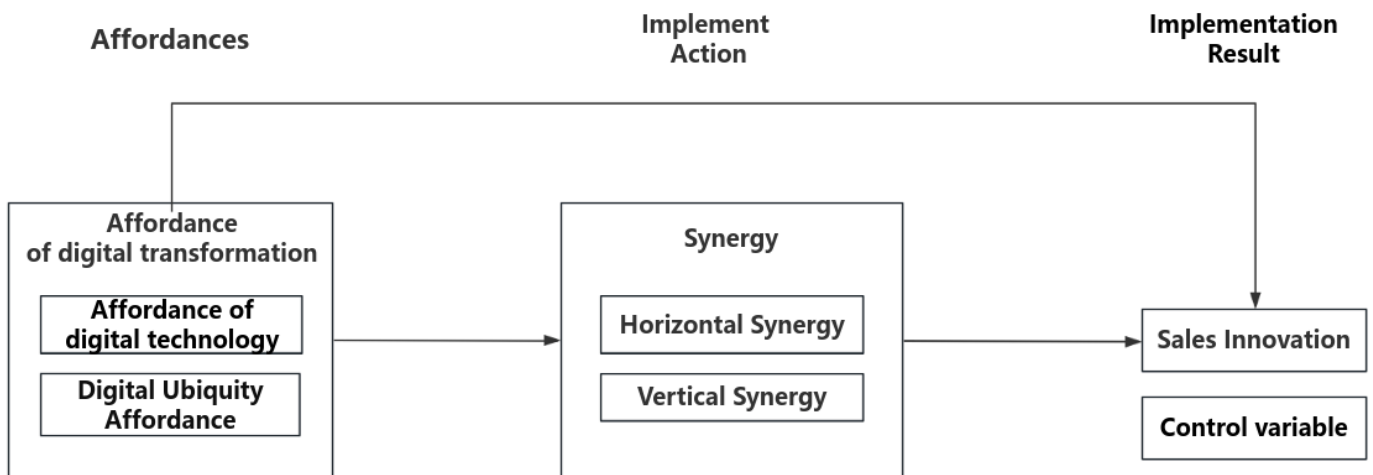 Affordances
Implement
Action
Implementation
Result
Affordance
of digital transformation
Affordance of
digital technology
Digital Ubiquity
Affordance
Synergy
Horizontal Synergy
Vertical Synergy
Sales Innovation
Control variable